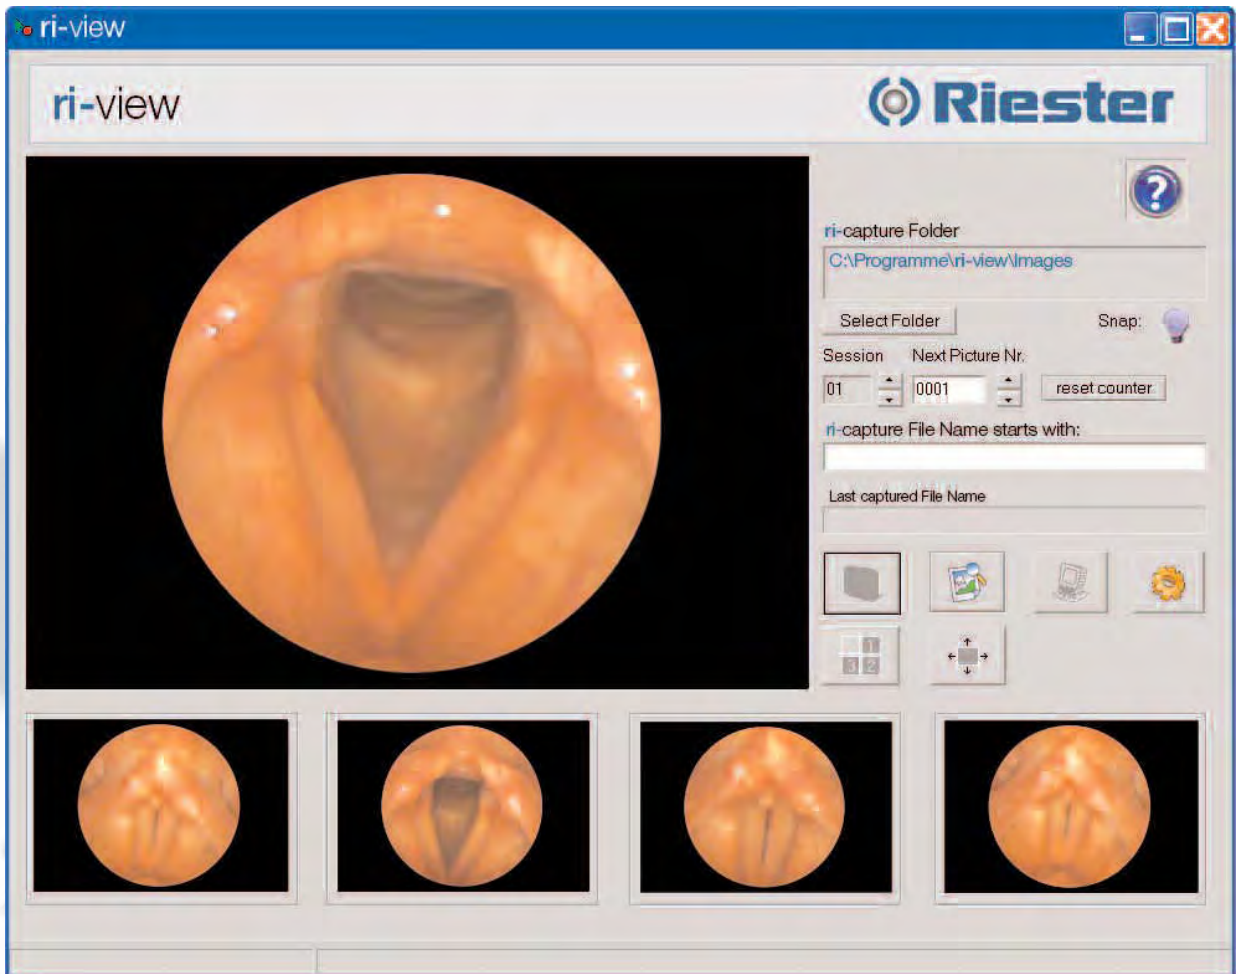 ri-view
ri-view
Riester
?
ri-capture Folder
C:\Programme\ri-view\Images
Select Folder
Snap:
Session
Next Picture Nr.
01
0001
reset counter
ri-capture File Name starts with:
Last captured File Name
1
3 2